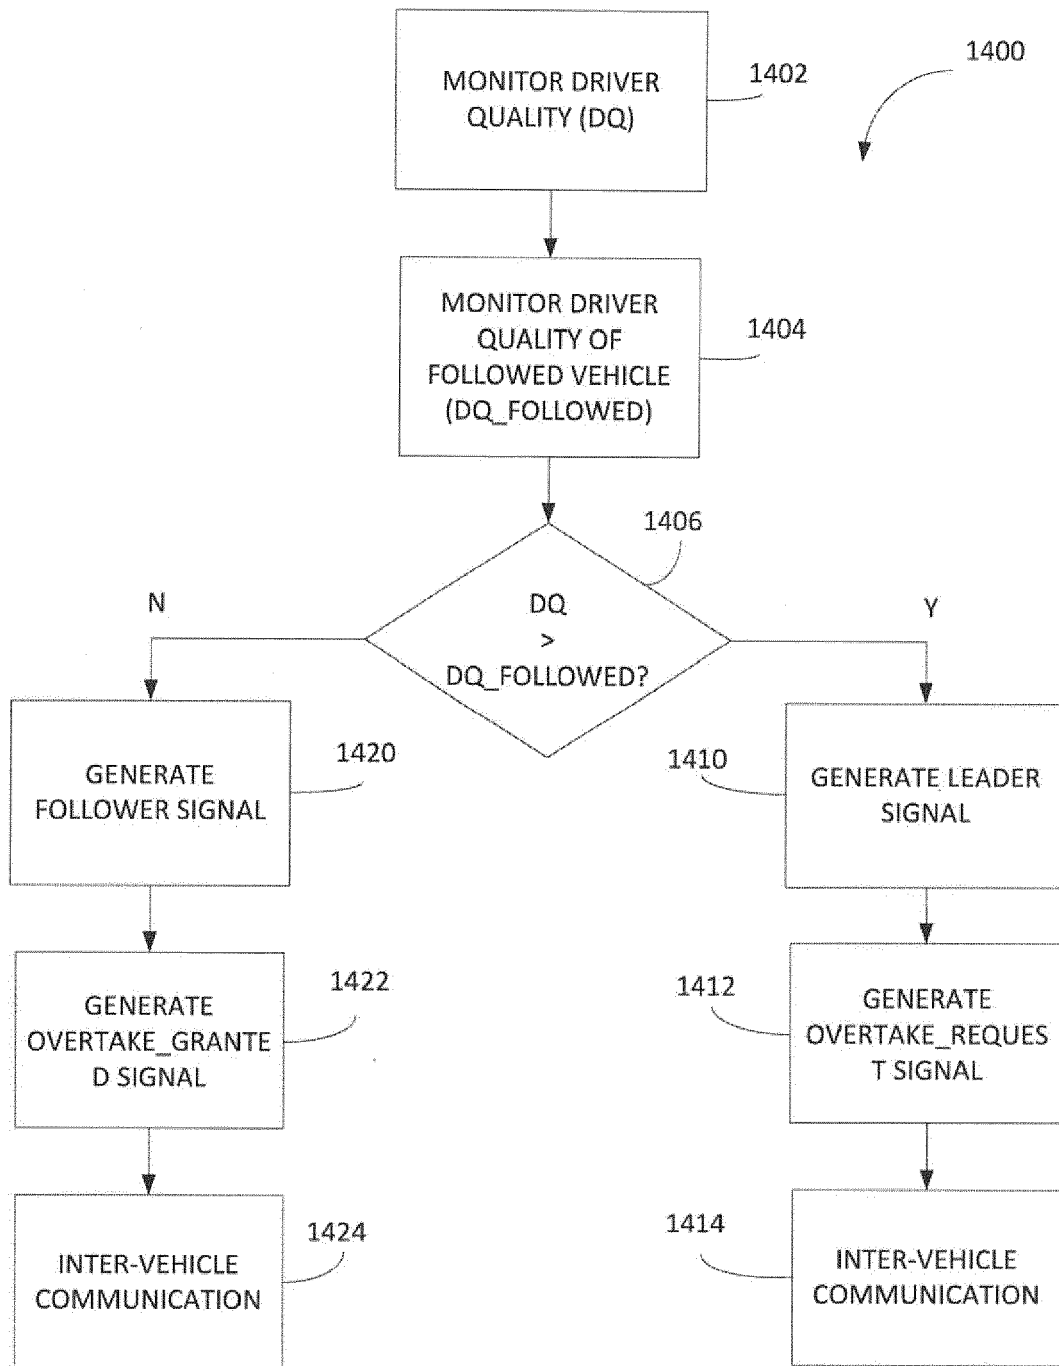 1400
MONITOR DRIVER
QUALITY (DQ)
1402
MONITOR DRIVER
QUALITY OF
FOLLOWED VEHICLE
(DQ_FOLLOWED)
1404
1406
DQ
>
DQ_FOLLOWED?
N
Y
GENERATE
FOLLOWER SIGNAL
1420
1410
GENERATE LEADER
SIGNAL
GENERATE
OVERTAKE_GRANTE
D SIGNAL
1422
1412
GENERATE
OVERTAKE_REQUES
T SIGNAL
INTER-VEHICLE
COMMUNICATION
1424
1414
INTER-VEHICLE
COMMUNICATION